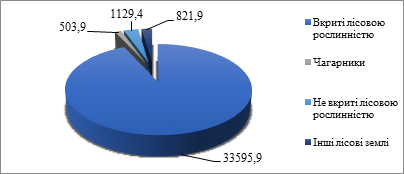 503,9
1129,4
821,9
33595,9
Вкриті лісовою
рослинністю
Чагарники
Не вкриті лісовою
рослинністю
Інші лісові землі